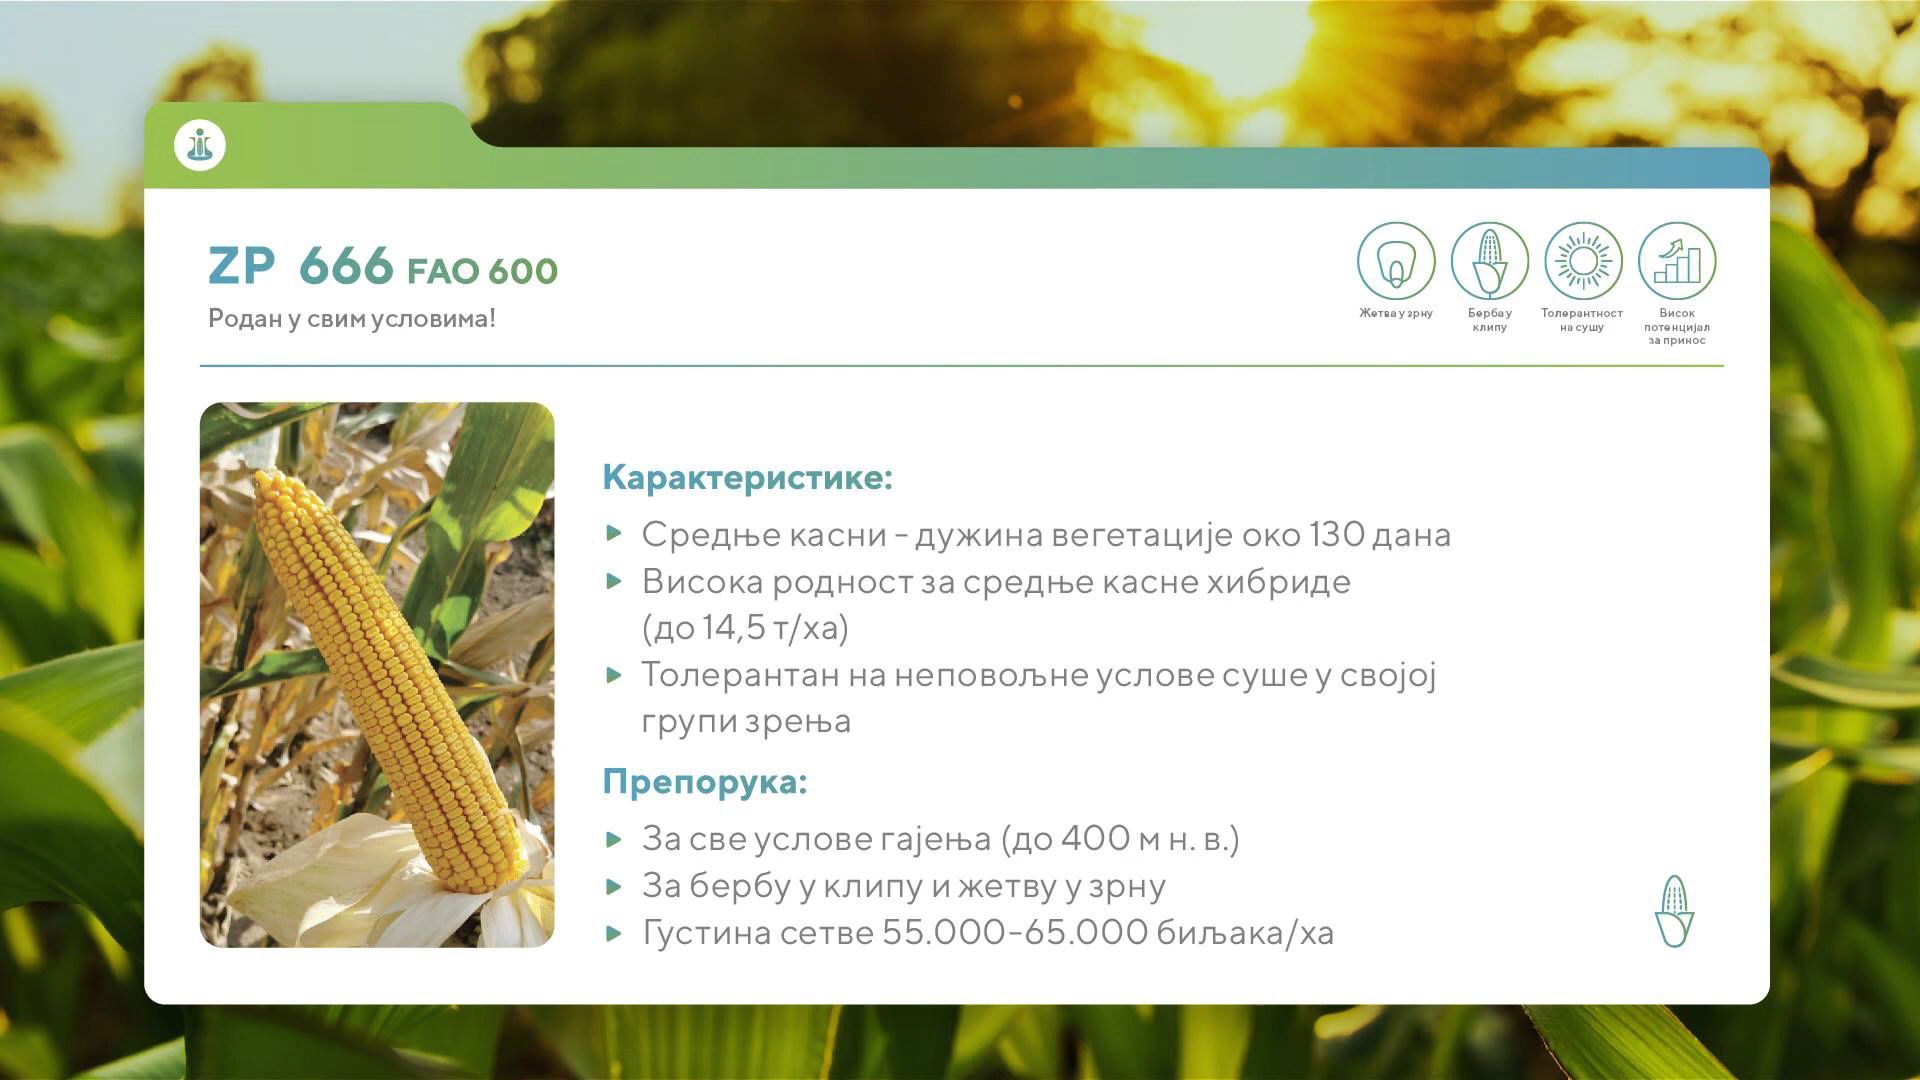 ZP 666 FAO 600
Родан у свим условима!
Жетва у зрну
Берба у
клипу
Толерантност
на сушу
Висок
потенцијал
за принос
Карактеристике:
Средње касни - дужина вегетације око 130 дана
Висока родност за средње касне хибриде
(до 14,5 т/ха)
Толерантан на неповољне услове суше у својој
групи зрења
Препорука:
За све услове гајења (до 400 м н. в.)
За бербу у клипу и жетву у зрну
Густина сетве 55.000-65.000 биљака/ха